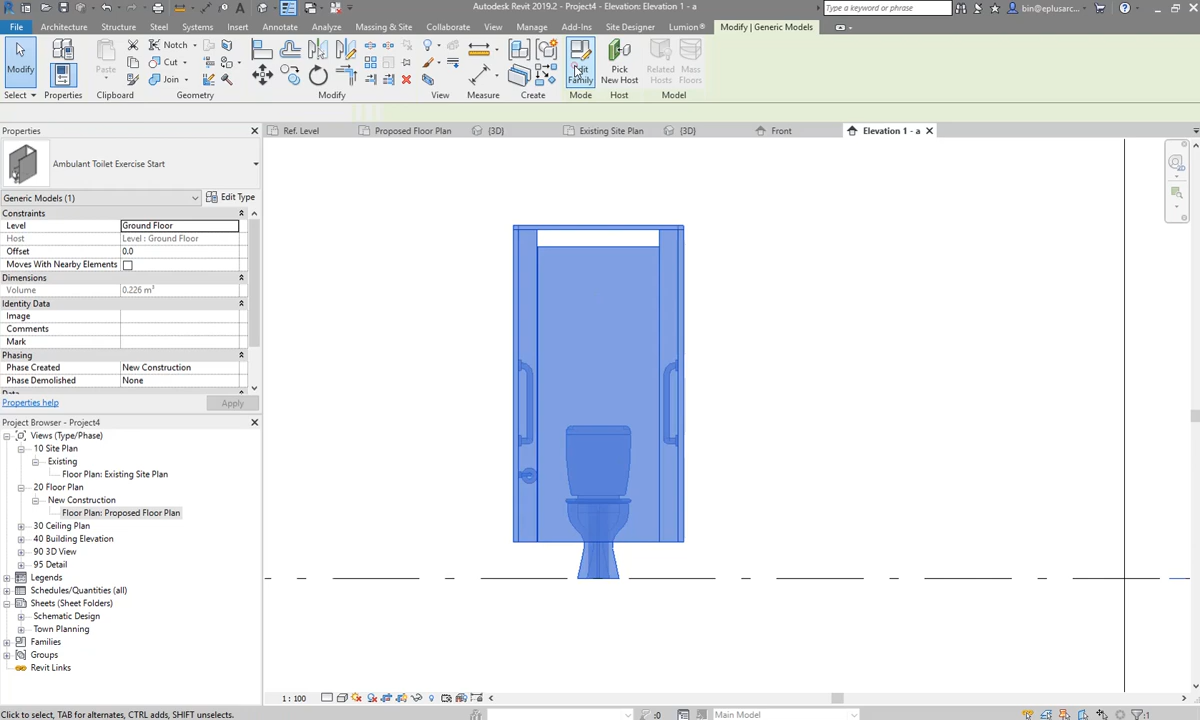 Autodesk Revit 2019.2 - Project4 - Elevation: Elevation 1 - a
Type a keyword or phrase
bin@eplusarc...
File
Architecture
Structure
Steel
Systems
Insert
Annotate
Analyze
Massing & Site
Collaborate
View
Manage
Add-Ins
Site Designer
Lumion®
Modify | Generic Models
Modify
Select
Properties
Paste
Clipboard
Notch
Cut
Join
Geometry
Modify
View
Measure
Create
Edit
Family
Mode
Pick
New Host
Host
Related
Hosts
Mass
Floors
Model
Properties
Ref. Level
Proposed Floor Plan
(3D)
Existing Site Plan
(3D)
Front
Elevation 1 - a
Ambulant Toilet Exercise Start
Generic Models (1)
Edit Type
Constraints
Level
Ground Floor
Host
Level : Ground Floor
Offset
0.0
Moves With Nearby Elements
Dimensions
Volume
0.226 m³
Identity Data
Image
Comments
Mark
Phasing
Phase Created
New Construction
Phase Demolished
None
Properties help
Apply
Project Browser - Project4
Views (Type/Phase)
10 Site Plan
Existing
Floor Plan: Existing Site Plan
20 Floor Plan
New Construction
Floor Plan: Proposed Floor Plan
30 Ceiling Plan
40 Building Elevation
90 3D View
95 Detail
Legends
Schedules/Quantities (all)
Sheets (Sheet Folders)
Schematic Design
Town Planning
Families
Groups
Revit Links
1 : 100
Click to select, TAB for alternates, CTRL adds, SHIFT unselects.
:0
Main Model
:1